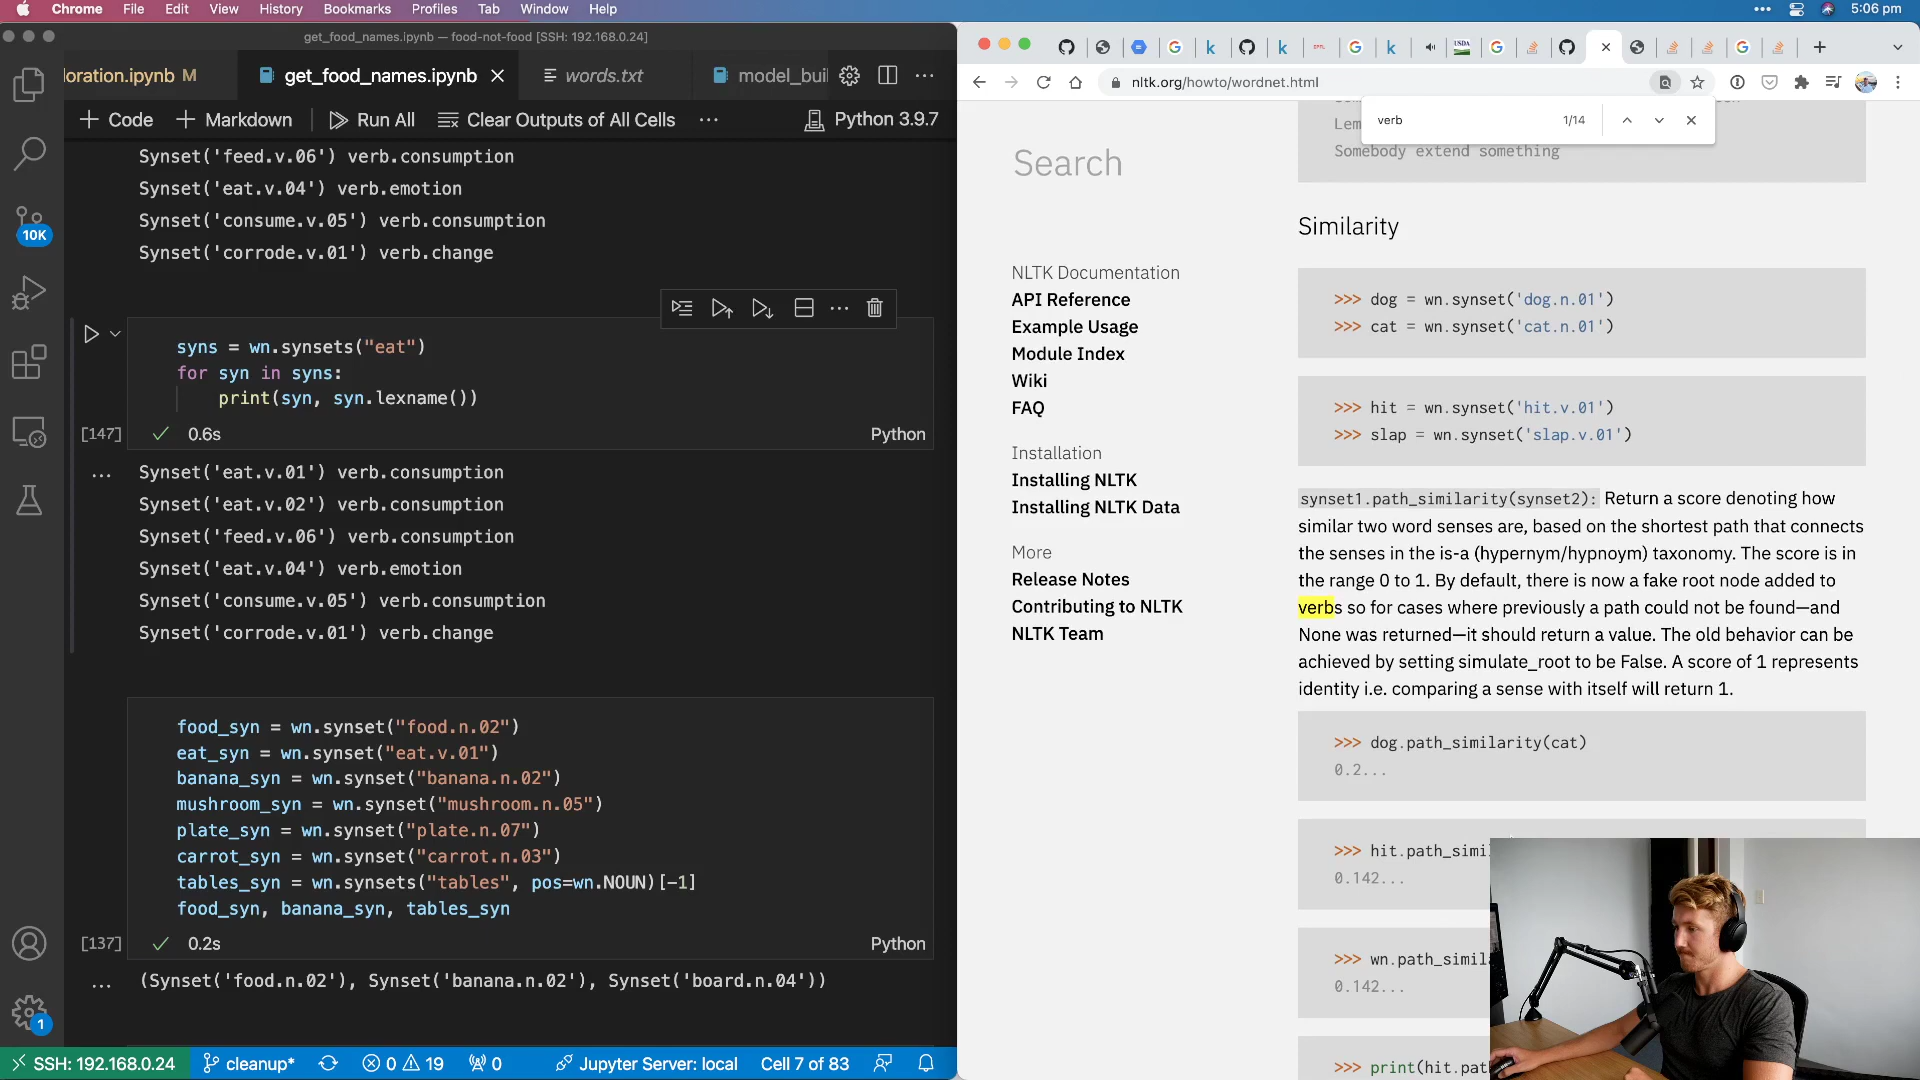 Chrome File Edit View History Bookmarks Profiles Tab Window Help
5:06 pm
get_food_names.ipynb — food-not-food [SSH: 192.168.0.24]
loration.ipynb M
get_food_names.ipynb
words.txt
model_bui
+ Code + Markdown Run All Clear Outputs of All Cells ... Python 3.9.7
Synset('feed.v.06') verb.consumption
Synset('eat.v.04') verb.emotion
Synset('consume.v.05') verb.consumption
Synset('corrode.v.01') verb.change
10K
syns = wn.synsets("eat")
for syn in syns:
print(syn, syn.lexname())
[147] 0.6s Python
Synset('eat.v.01') verb.consumption
Synset('eat.v.02') verb.consumption
Synset('feed.v.06') verb.consumption
Synset('eat.v.04') verb.emotion
Synset('consume.v.05') verb.consumption
Synset('corrode.v.01') verb.change
food_syn = wn.synset("food.n.02")
eat_syn = wn.synset("eat.v.01")
banana_syn = wn.synset("banana.n.02")
mushroom_syn = wn.synset("mushroom.n.05")
plate_syn = wn.synset("plate.n.07")
carrot_syn = wn.synset("carrot.n.03")
tables_syn = wn.synsets("tables", pos=wn.NOUN)[-1]
food_syn, banana_syn, tables_syn
[137] 0.2s Python
(Synset('food.n.02'), Synset('banana.n.02'), Synset('board.n.04'))
1
SSH: 192.168.0.24 cleanup* 0 19 0 Jupyter Server: local Cell 7 of 83
USDA
nltk.org/howto/wordnet.html
verb 1/14
Lem
Somebody extend something
Search
NLTK Documentation
API Reference
Example Usage
Module Index
Wiki
FAQ
Installation
Installing NLTK
Installing NLTK Data
More
Release Notes
Contributing to NLTK
NLTK Team
Similarity
>>> dog = wn.synset('dog.n.01')
>>> cat = wn.synset('cat.n.01')
>>> hit = wn.synset('hit.v.01')
>>> slap = wn.synset('slap.v.01')
synset1.path_similarity(synset2): Return a score denoting how
similar two word senses are, based on the shortest path that connects
the senses in the is-a (hypernym/hypnoym) taxonomy. The score is in
the range 0 to 1. By default, there is now a fake root node added to
verbs so for cases where previously a path could not be found—and
None was returned—it should return a value. The old behavior can be
achieved by setting simulate_root to be False. A score of 1 represents
identity i.e. comparing a sense with itself will return 1.
>>> dog.path_similarity(cat)
0.2...
>>> hit.path_simi
0.142...
>>> wn.path_simil
0.142...
>>> print(hit.pat